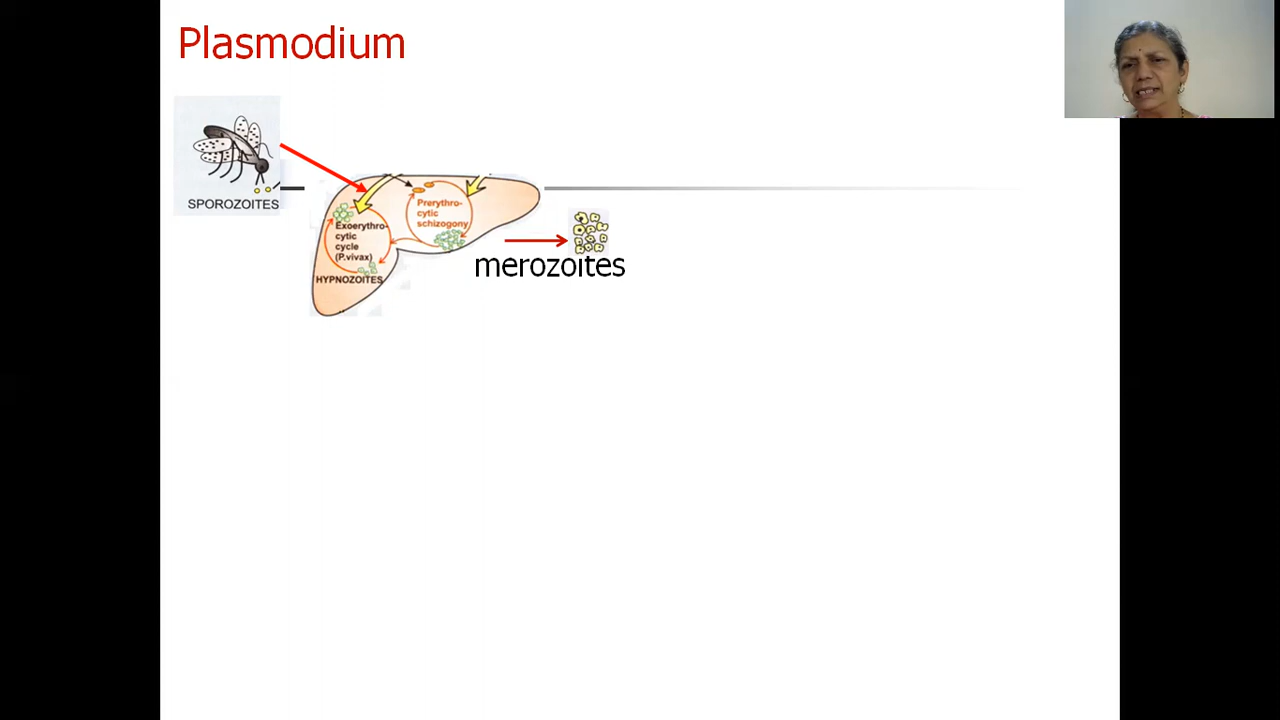 Plasmodium
SPOROZOITES
Prerythro-
cytic
schizogony
Exoerythro-
cytic
cycle
(P.vivax)
HYPNOZOITES
merozoites